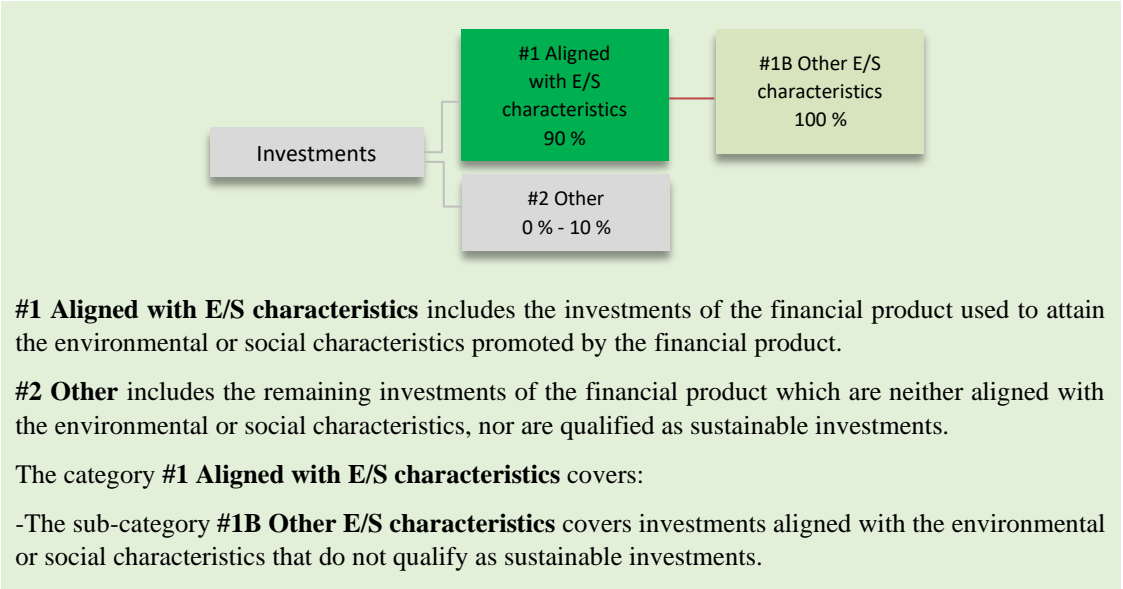 #1 Aligned
with E/S
characteristics
90 %
#1B Other E/S
characteristics
100 %
Investments
#2 Other
0 % - 10 %
#1 Aligned with E/S characteristics includes the investments of the financial product used to attain
the environmental or social characteristics promoted by the financial product.
#2 Other includes the remaining investments of the financial product which are neither aligned with
the environmental or social characteristics, nor are qualified as sustainable investments.
The category #1 Aligned with E/S characteristics covers:
-The sub-category #1B Other E/S characteristics covers investments aligned with the environmental
or social characteristics that do not qualify as sustainable investments.